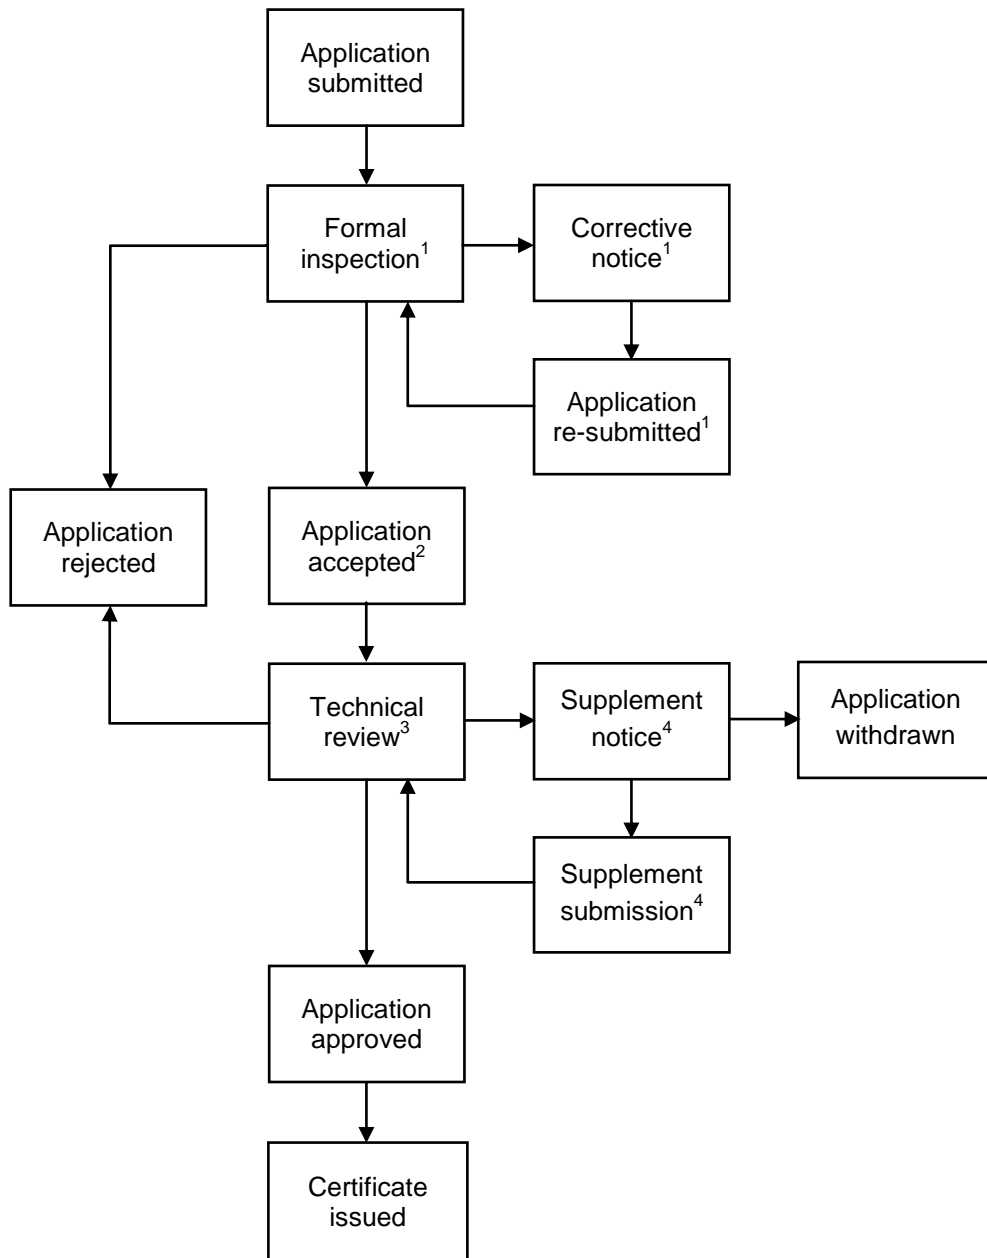 Application
submitted
Formal
inspection¹
Corrective
notice¹
Application
re-submitted¹
Application
rejected
Application
accepted²
Technical
review³
Supplement
notice⁴
Application
withdrawn
Supplement
submission⁴
Application
approved
Certificate
issued